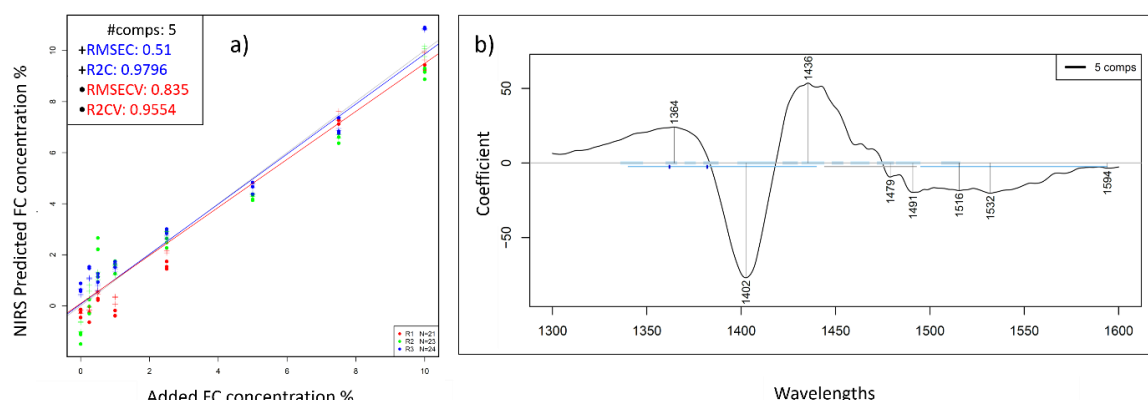 #comps: 5
+RMSEC: 0.51
+R2C: 0.9796
●RMSECV: 0.835
●R2CV: 0.9554
a)
NIRS Predicted FC concentration %
10
8
6
4
2
0
0 2 4 6 8 10
R1 N=21
R2 N=23
R3 N=24
Added FC concentration %
b)
5 comps
Coefficient
50
0
−50
1364
1402
1436
1479
1491
1516
1532
1594
1300 1350 1400 1450 1500 1550 1600
Wavelengths